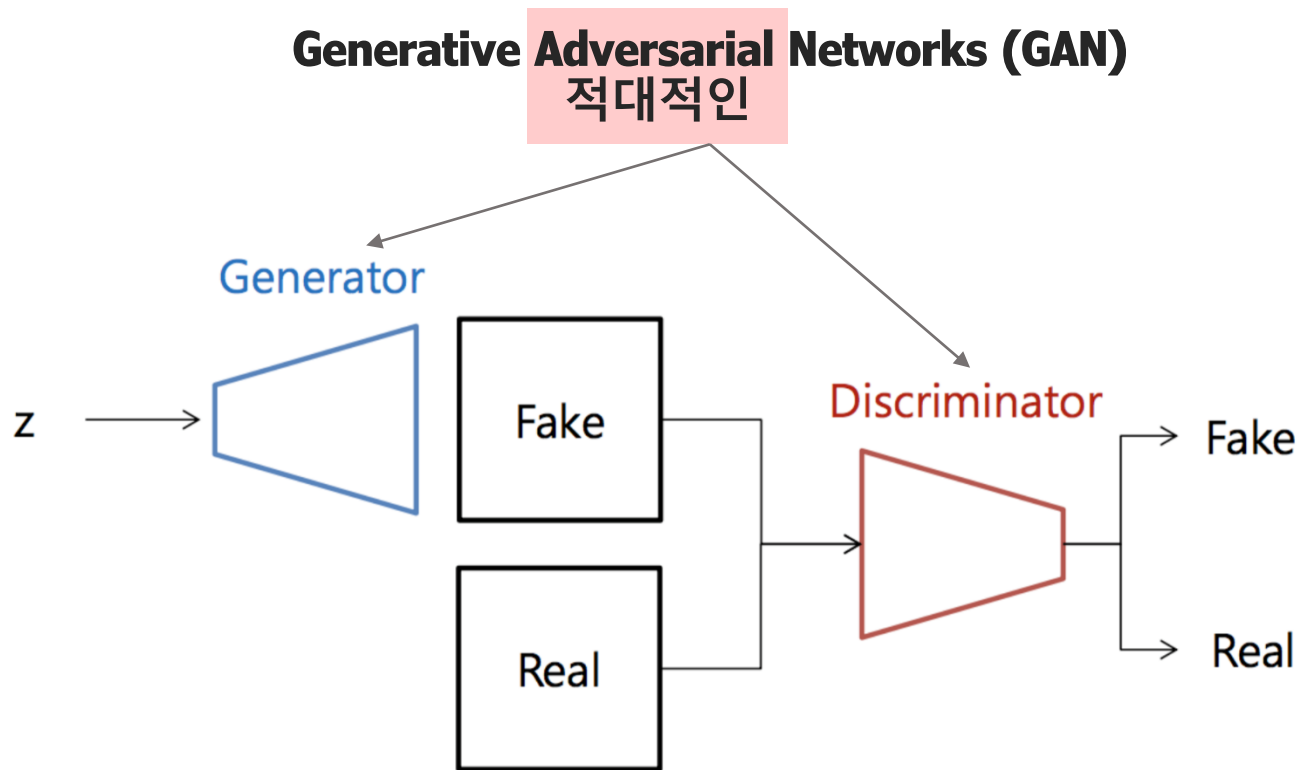 Generative Adversarial Networks (GAN)
적대적인
Generator
z
Fake
Real
Discriminator
Fake
Real